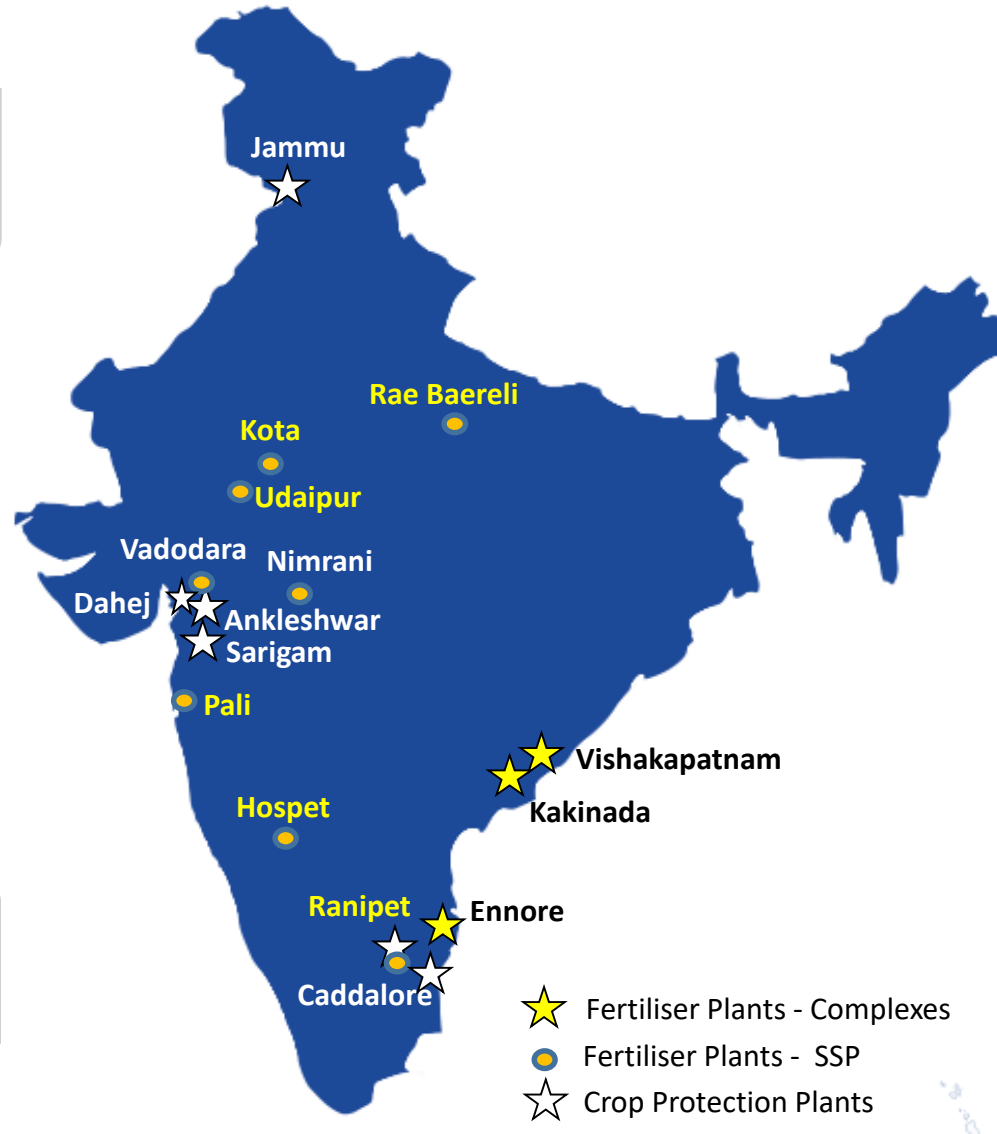 Jammu
Rae Baereli
Kota
Udaipur
Vadodara
Nimrani
Dahej
Ankleshwar
Sarigam
Pali
Vishakapatnam
Kakinada
Hospet
Ranipet
Ennore
Caddalore
Fertiliser Plants - Complexes
Fertiliser Plants - SSP
Crop Protection Plants